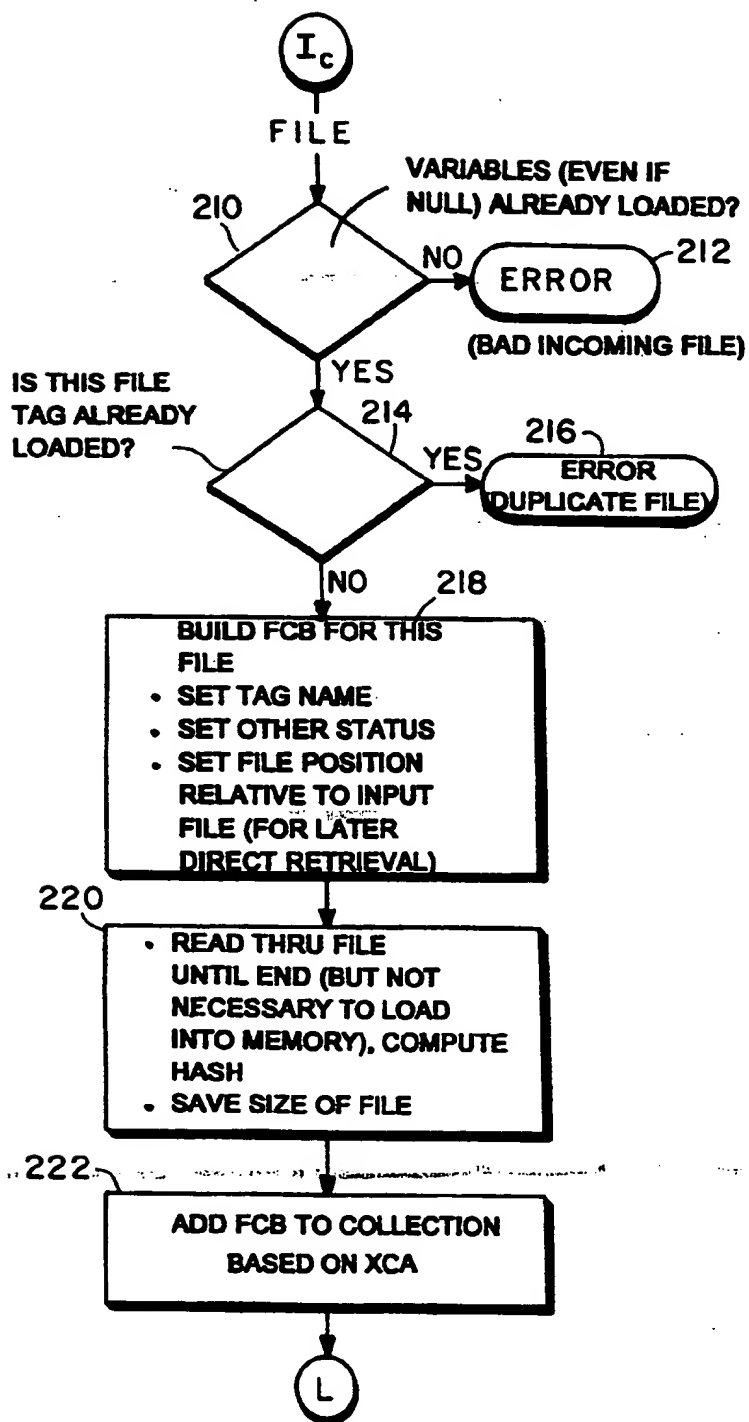 Ic
FILE
VARIABLES (EVEN IF
NULL) ALREADY LOADED?
210
NO
ERROR
212
(BAD INCOMING FILE)
YES
IS THIS FILE
TAG ALREADY
LOADED?
214
YES
216
ERROR
(DUPLICATE FILE)
NO
218
BUILD FCB FOR THIS
FILE
• SET TAG NAME
• SET OTHER STATUS
• SET FILE POSITION
RELATIVE TO INPUT
FILE (FOR LATER
DIRECT RETRIEVAL)
220
• READ THRU FILE
UNTIL END (BUT NOT
NECESSARY TO LOAD
INTO MEMORY), COMPUTE
HASH
• SAVE SIZE OF FILE
222
ADD FCB TO COLLECTION
BASED ON XCA
L